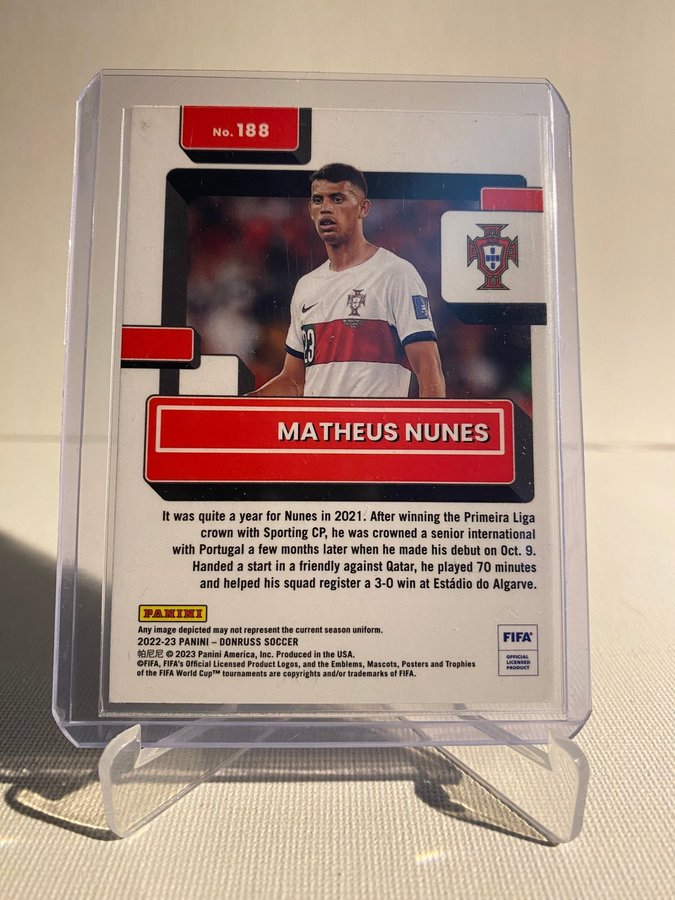 No. 188
23
MATHEUS NUNES
It was quite a year for Nunes in 2021. After winning the Primeira Liga
crown with Sporting CP, he was crowned a senior international
with Portugal a few months later when he made his debut on Oct. 9.
Handed a start in a friendly against Qatar, he played 70 minutes
and helped his squad register a 3-0 win at Estádio do Algarve.
PANINI
Any image depicted may not represent the current season uniform.
2022-23 PANINI – DONRUSS SOCCER
帕尼尼 © 2023 Panini America, Inc. Produced in the USA.
©FIFA, FIFA's Official Licensed Product Logos, and the Emblems, Mascots, Posters and Trophies
of the FIFA World Cup™ tournaments are copyrights and/or trademarks of FIFA.
FIFA®
OFFICIAL
LICENSED
PRODUCT